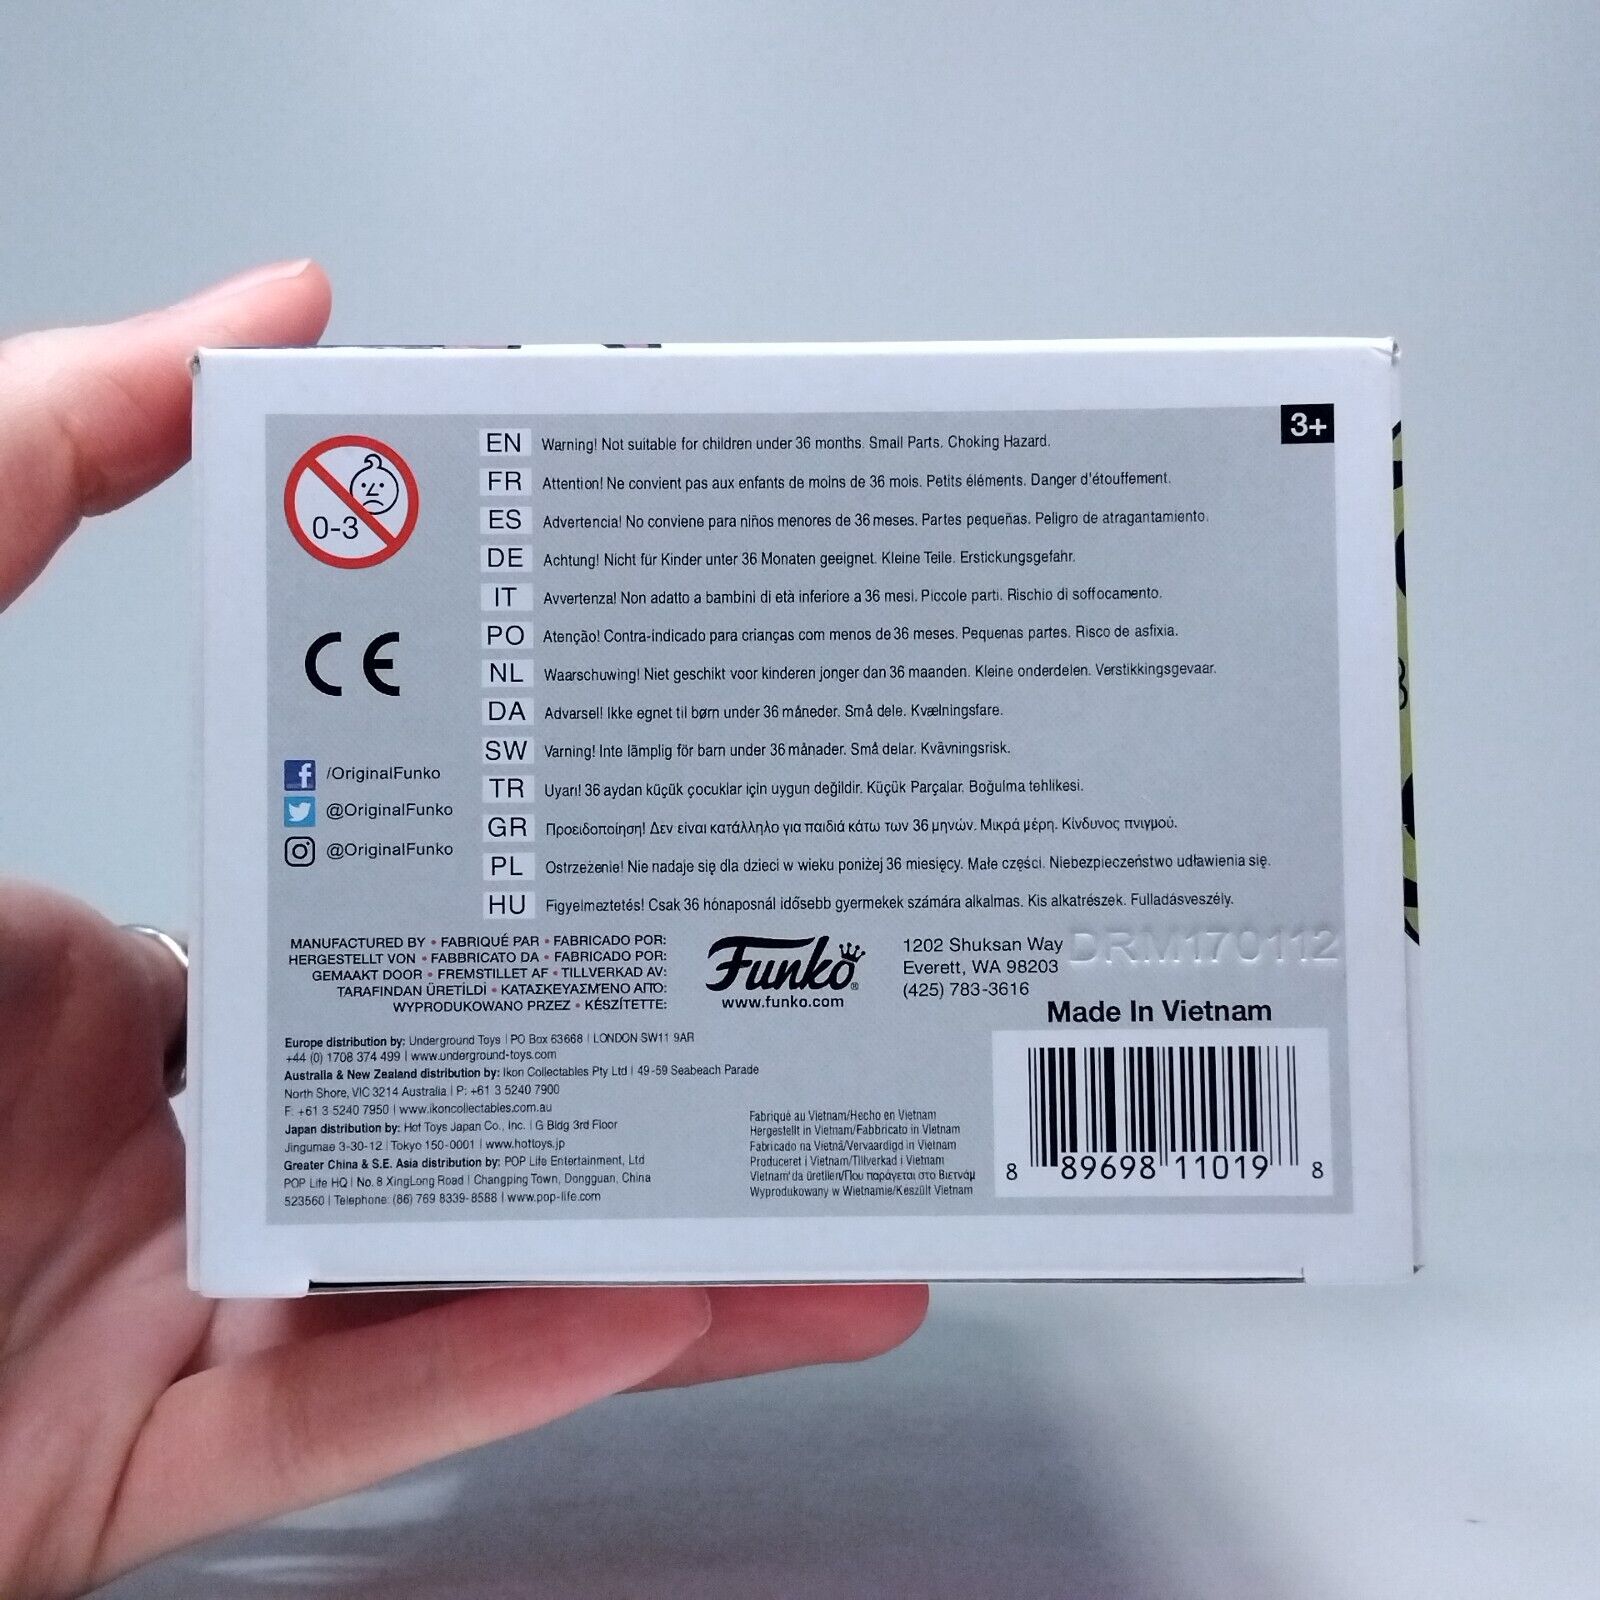 3+
0-3
EN Warning! Not suitable for children under 36 months. Small Parts. Choking Hazard.
FR Attention! Ne convient pas aux enfants de moins de 36 mois. Petits éléments. Danger d'étouffement.
ES Advertencia! No conviene para niños menores de 36 meses. Partes pequeñas. Peligro de atragantamiento.
DE Achtung! Nicht für Kinder unter 36 Monaten geeignet. Kleine Teile. Erstickungsgefahr.
IT Avvertenza! Non adatto a bambini di età inferiore a 36 mesi. Piccole parti. Rischio di soffocamento.
PO Atenção! Contra-indicado para crianças com menos de 36 meses. Pequenas partes. Risco de asfixia.
NL Waarschuwing! Niet geschikt voor kinderen jonger dan 36 maanden. Kleine onderdelen. Verstikkingsgevaar.
DA Advarsel! Ikke egnet til børn under 36 måneder. Små dele. Kvælningsfare.
SW Varning! Inte lämplig för barn under 36 månader. Små delar. Kvävningsrisk.
TR Uyarı! 36 aydan küçük çocuklar için uygun değildir. Küçük Parçalar. Boğulma tehlikesi.
GR Προειδοποίηση! Δεν είναι κατάλληλο για παιδιά κάτω των 36 μηνών. Μικρά μέρη. Κίνδυνος πνιγμού.
PL Ostrzeżenie! Nie nadaje się dla dzieci w wieku poniżej 36 miesięcy. Małe części. Niebezpieczeństwo udławienia się.
HU Figyelmeztetés! Csak 36 hónaposnál idősebb gyermekek számára alkalmas. Kis alkatrészek. Fulladásveszély.
CE
/OriginalFunko
@OriginalFunko
@OriginalFunko
MANUFACTURED BY • FABRIQUÉ PAR • FABRICADO POR:
HERGESTELLT VON • FABBRICATO DA • FABRICADO POR:
GEMAAKT DOOR • FREMSTILLET AF • TILLVERKAD AV:
TARAFINDAN ÜRETİLDİ • ΚΑΤΑΣΚΕΥΑΣΜΈΝΟ ΑΠΌ:
WYPRODUKOWANO PRZEZ • KÉSZÍTETTE:
Funko®
www.funko.com
1202 Shuksan Way
Everett, WA 98203
(425) 783-3616
DRM170112
Made In Vietnam
Europe distribution by: Underground Toys | PO Box 63668 | LONDON SW11 9AR
+44 (0) 1708 374 499 | www.underground-toys.com
Australia & New Zealand distribution by: Ikon Collectables Pty Ltd | 49-59 Seabeach Parade
North Shore, VIC 3214 Australia | P: +61 3 5240 7900
F: +61 3 5240 7950 | www.ikoncollectables.com.au
Japan distribution by: Hot Toys Japan Co., Inc. | G Bldg 3rd Floor
Jingumae 3-30-12 | Tokyo 150-0001 | www.hottoys.jp
Greater China & S.E. Asia distribution by: POP Life Entertainment, Ltd
POP Life HQ | No. 8 XingLong Road | Changping Town, Dongguan, China
523560 | Telephone: (86) 769 8339-8588 | www.pop-life.com
Fabriqué au Vietnam/Hecho en Vietnam
Hergestellt in Vietnam/Fabbricato in Vietnam
Fabricado na Vietnã/Vervaardigd in Vietnam
Produceret i Vietnam/Tillverkad i Vietnam
Vietnam'da üretilen/Που παράγεται στο Βιετνάμ
Wyprodukowany w Wietnamie/Készült Vietnam
8 89698 11019 8